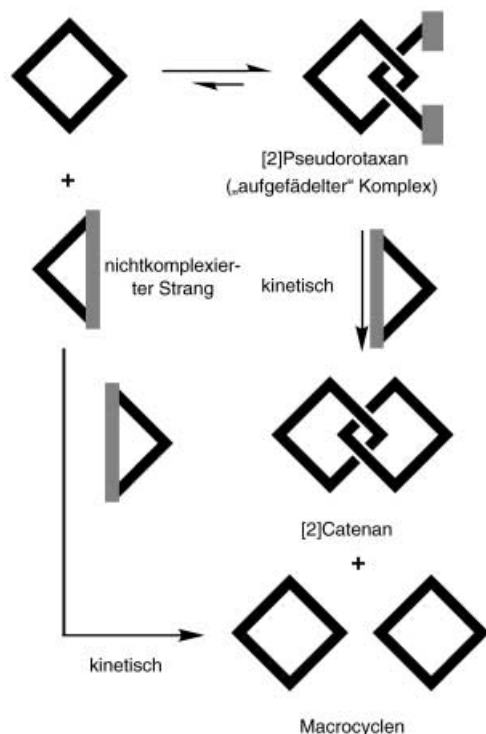 [2]Pseudorotaxan
(„aufgefädelter“ Komplex)
+
nichtkomplexier-
ter Strang
kinetisch
[2]Catenan
+
kinetisch
Macrocyclen